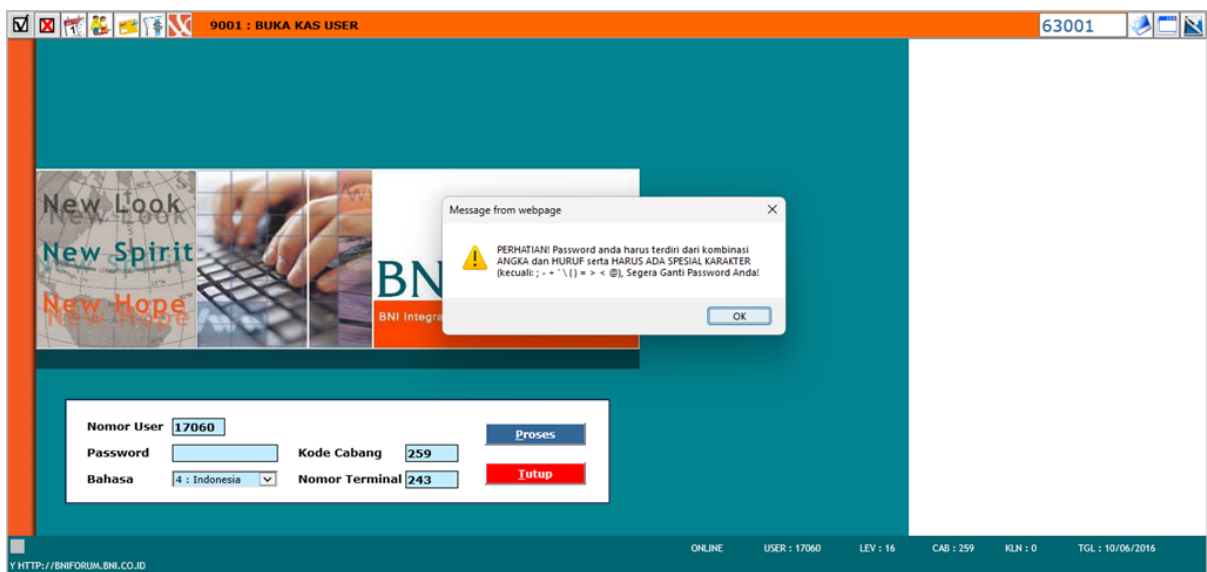 9001 : BUKA KAS USER
63001
New Look
New Spirit
New Hope
BN
BNI Integra
Message from webpage
PERHATIAN! Password anda harus terdiri dari kombinasi
ANGKA dan HURUF serta HARUS ADA SPESIAL KARAKTER
(kecuali: ; - + ` \ ( ) = > < @), Segera Ganti Password Anda!
OK
Nomor User 17060
Proses
Password
Kode Cabang 259
Bahasa 4 : Indonesia
Nomor Terminal 243
Tutup
ONLINE USER : 17060 LEV : 16 CAB : 259 KLN : 0 TGL : 10/06/2016
Y HTTP://BNIFORUM.BNI.CO.ID